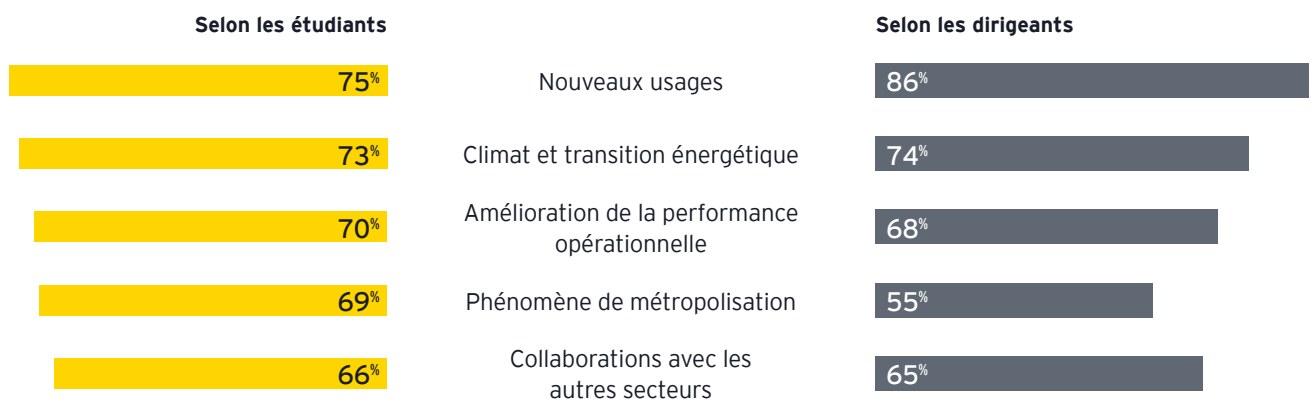 Selon les étudiants
Selon les dirigeants
75%
Nouveaux usages
86%
73%
Climat et transition énergétique
74%
70%
Amélioration de la performance
opérationnelle
68%
69%
Phénomène de métropolisation
55%
66%
Collaborations avec les
autres secteurs
65%